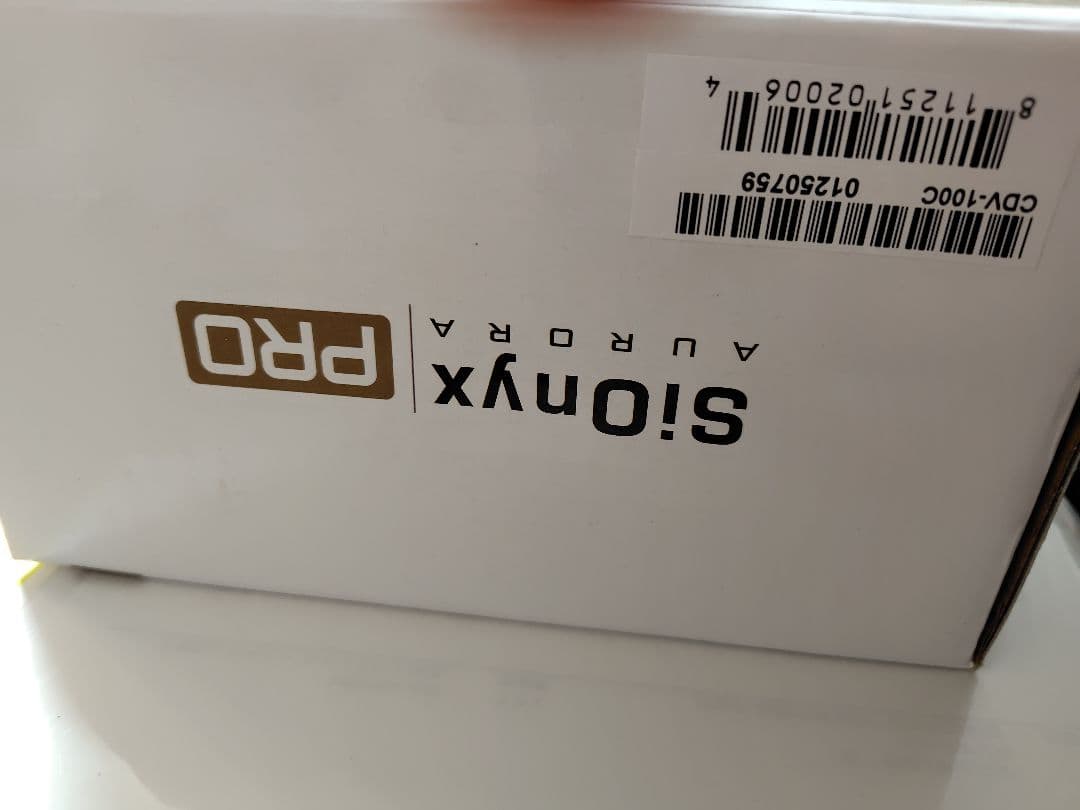 SiOnyx
AURORA
PRO
CDV-100C 01250759
8 11251 02006 4